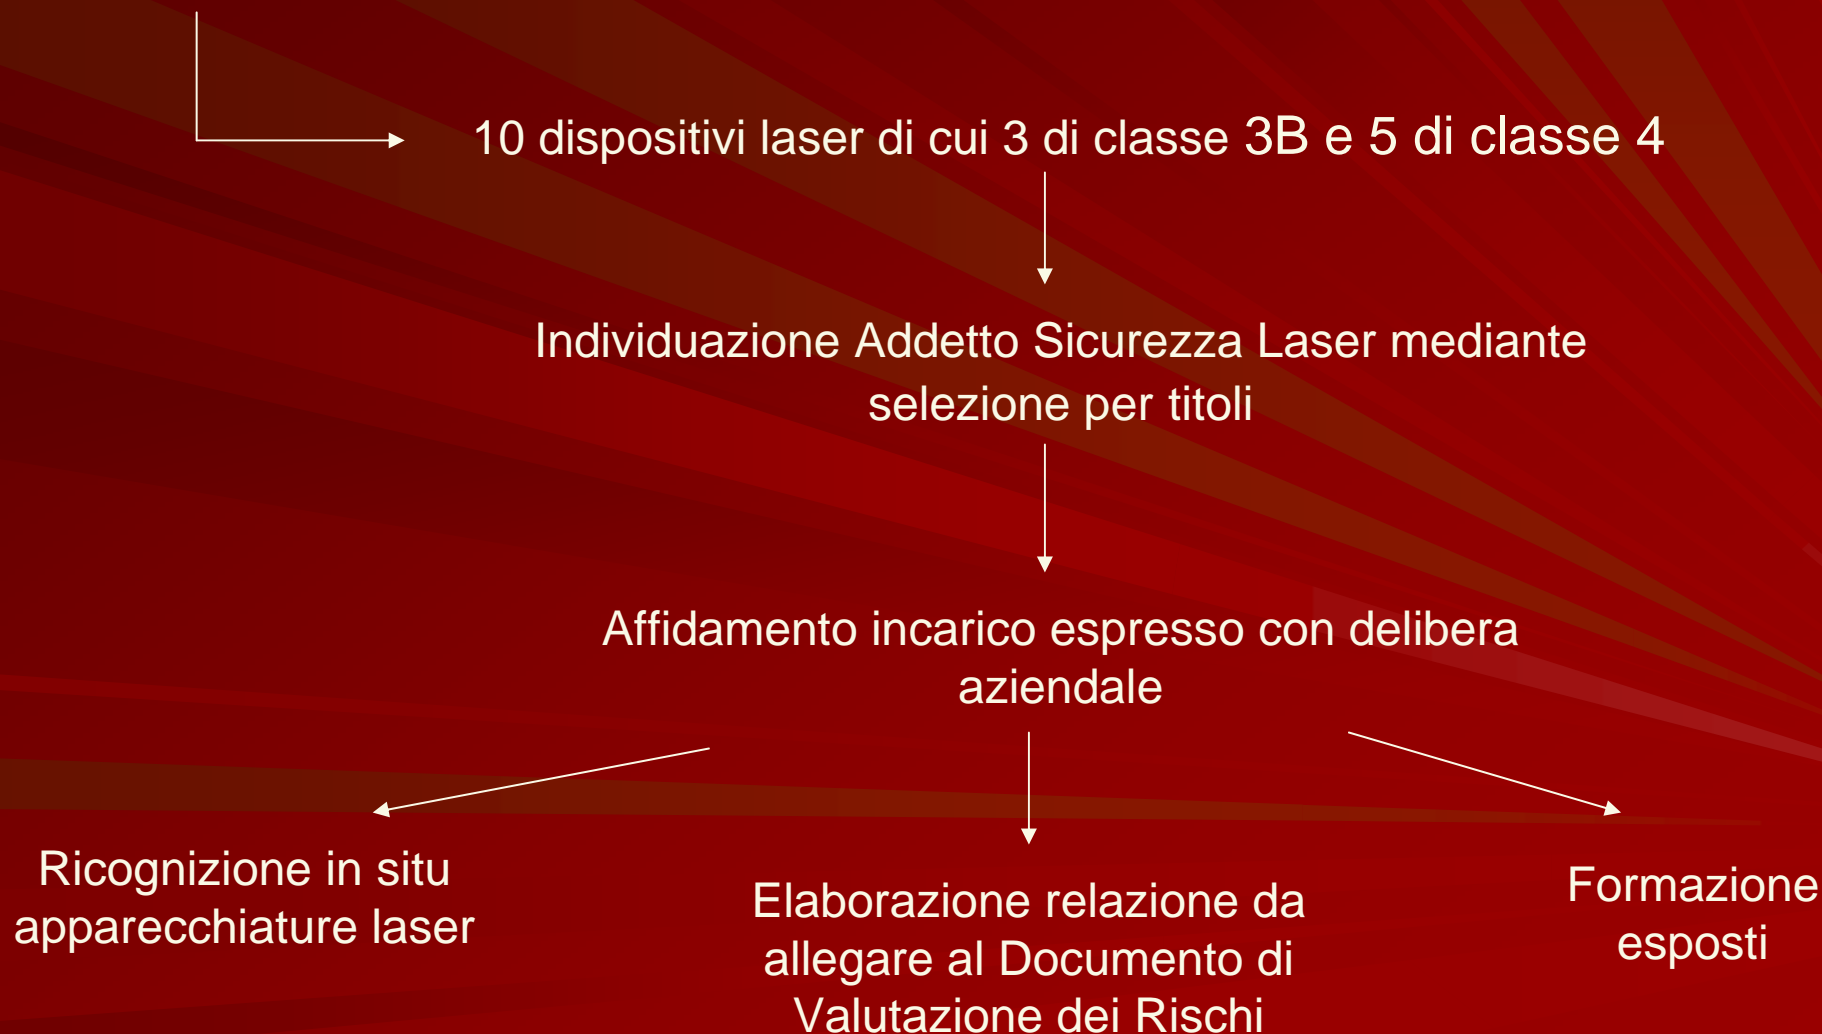 10 dispositivi laser di cui 3 di classe 3B e 5 di classe 4
Individuazione Addetto Sicurezza Laser mediante
selezione per titoli
Affidamento incarico espresso con delibera
aziendale
Ricognizione in situ
apparecchiature laser
Elaborazione relazione da
allegare al Documento di
Valutazione dei Rischi
Formazione
esposti